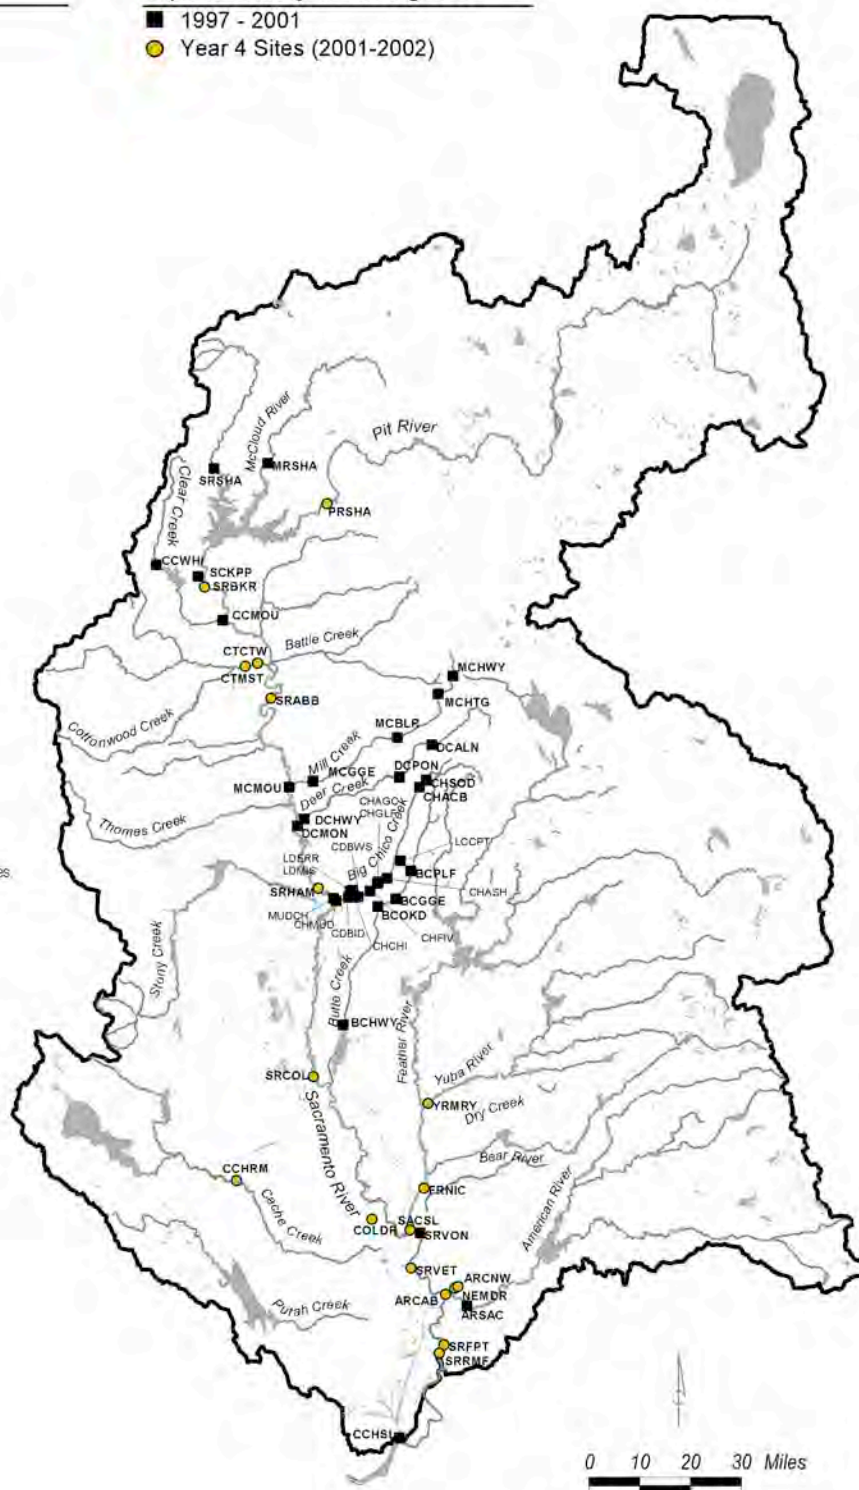 1997 - 2001
Year 4 Sites (2001-2002)
McCloud River
Pit River
MRSHA
SRSHA
Clear Creek
PRSHA
CCWHI
SCKPP
SRBKR
CCMOU
Battle Creek
CTCTW
CTMST
MCHWY
MCHTG
SRABB
Cottonwood Creek
MCBLR
DCALN
Mill Creek
MCGGE
DCPON
CHSOD
MCMOU
Deer Creek
CHACB
CHAGO
CHGLF
DCHWY
Thomes Creek
DCMON
Big Chico Creek
CDBWS
LCCPT
LDERR
LDMIS
BCPLF
es
SRHAM
CHASH
BCGGE
MUDCH
BCOKD
CHMUD
CDBID
CHFIV
CHCHI
Stony Creek
Butte Creek
BCHWY
Feather River
SRCOL
Yuba River
YRMRY
Dry Creek
Sacramento River
Bear River
CCHRM
FRNIC
American River
Cache Creek
SACSL
COLDR
SRVON
SRVET
ARCNW
ARCAB
NEMDR
Putah Creek
ARSAC
SRFPT
SRRMF
CCHSL
0 10 20 30 Miles